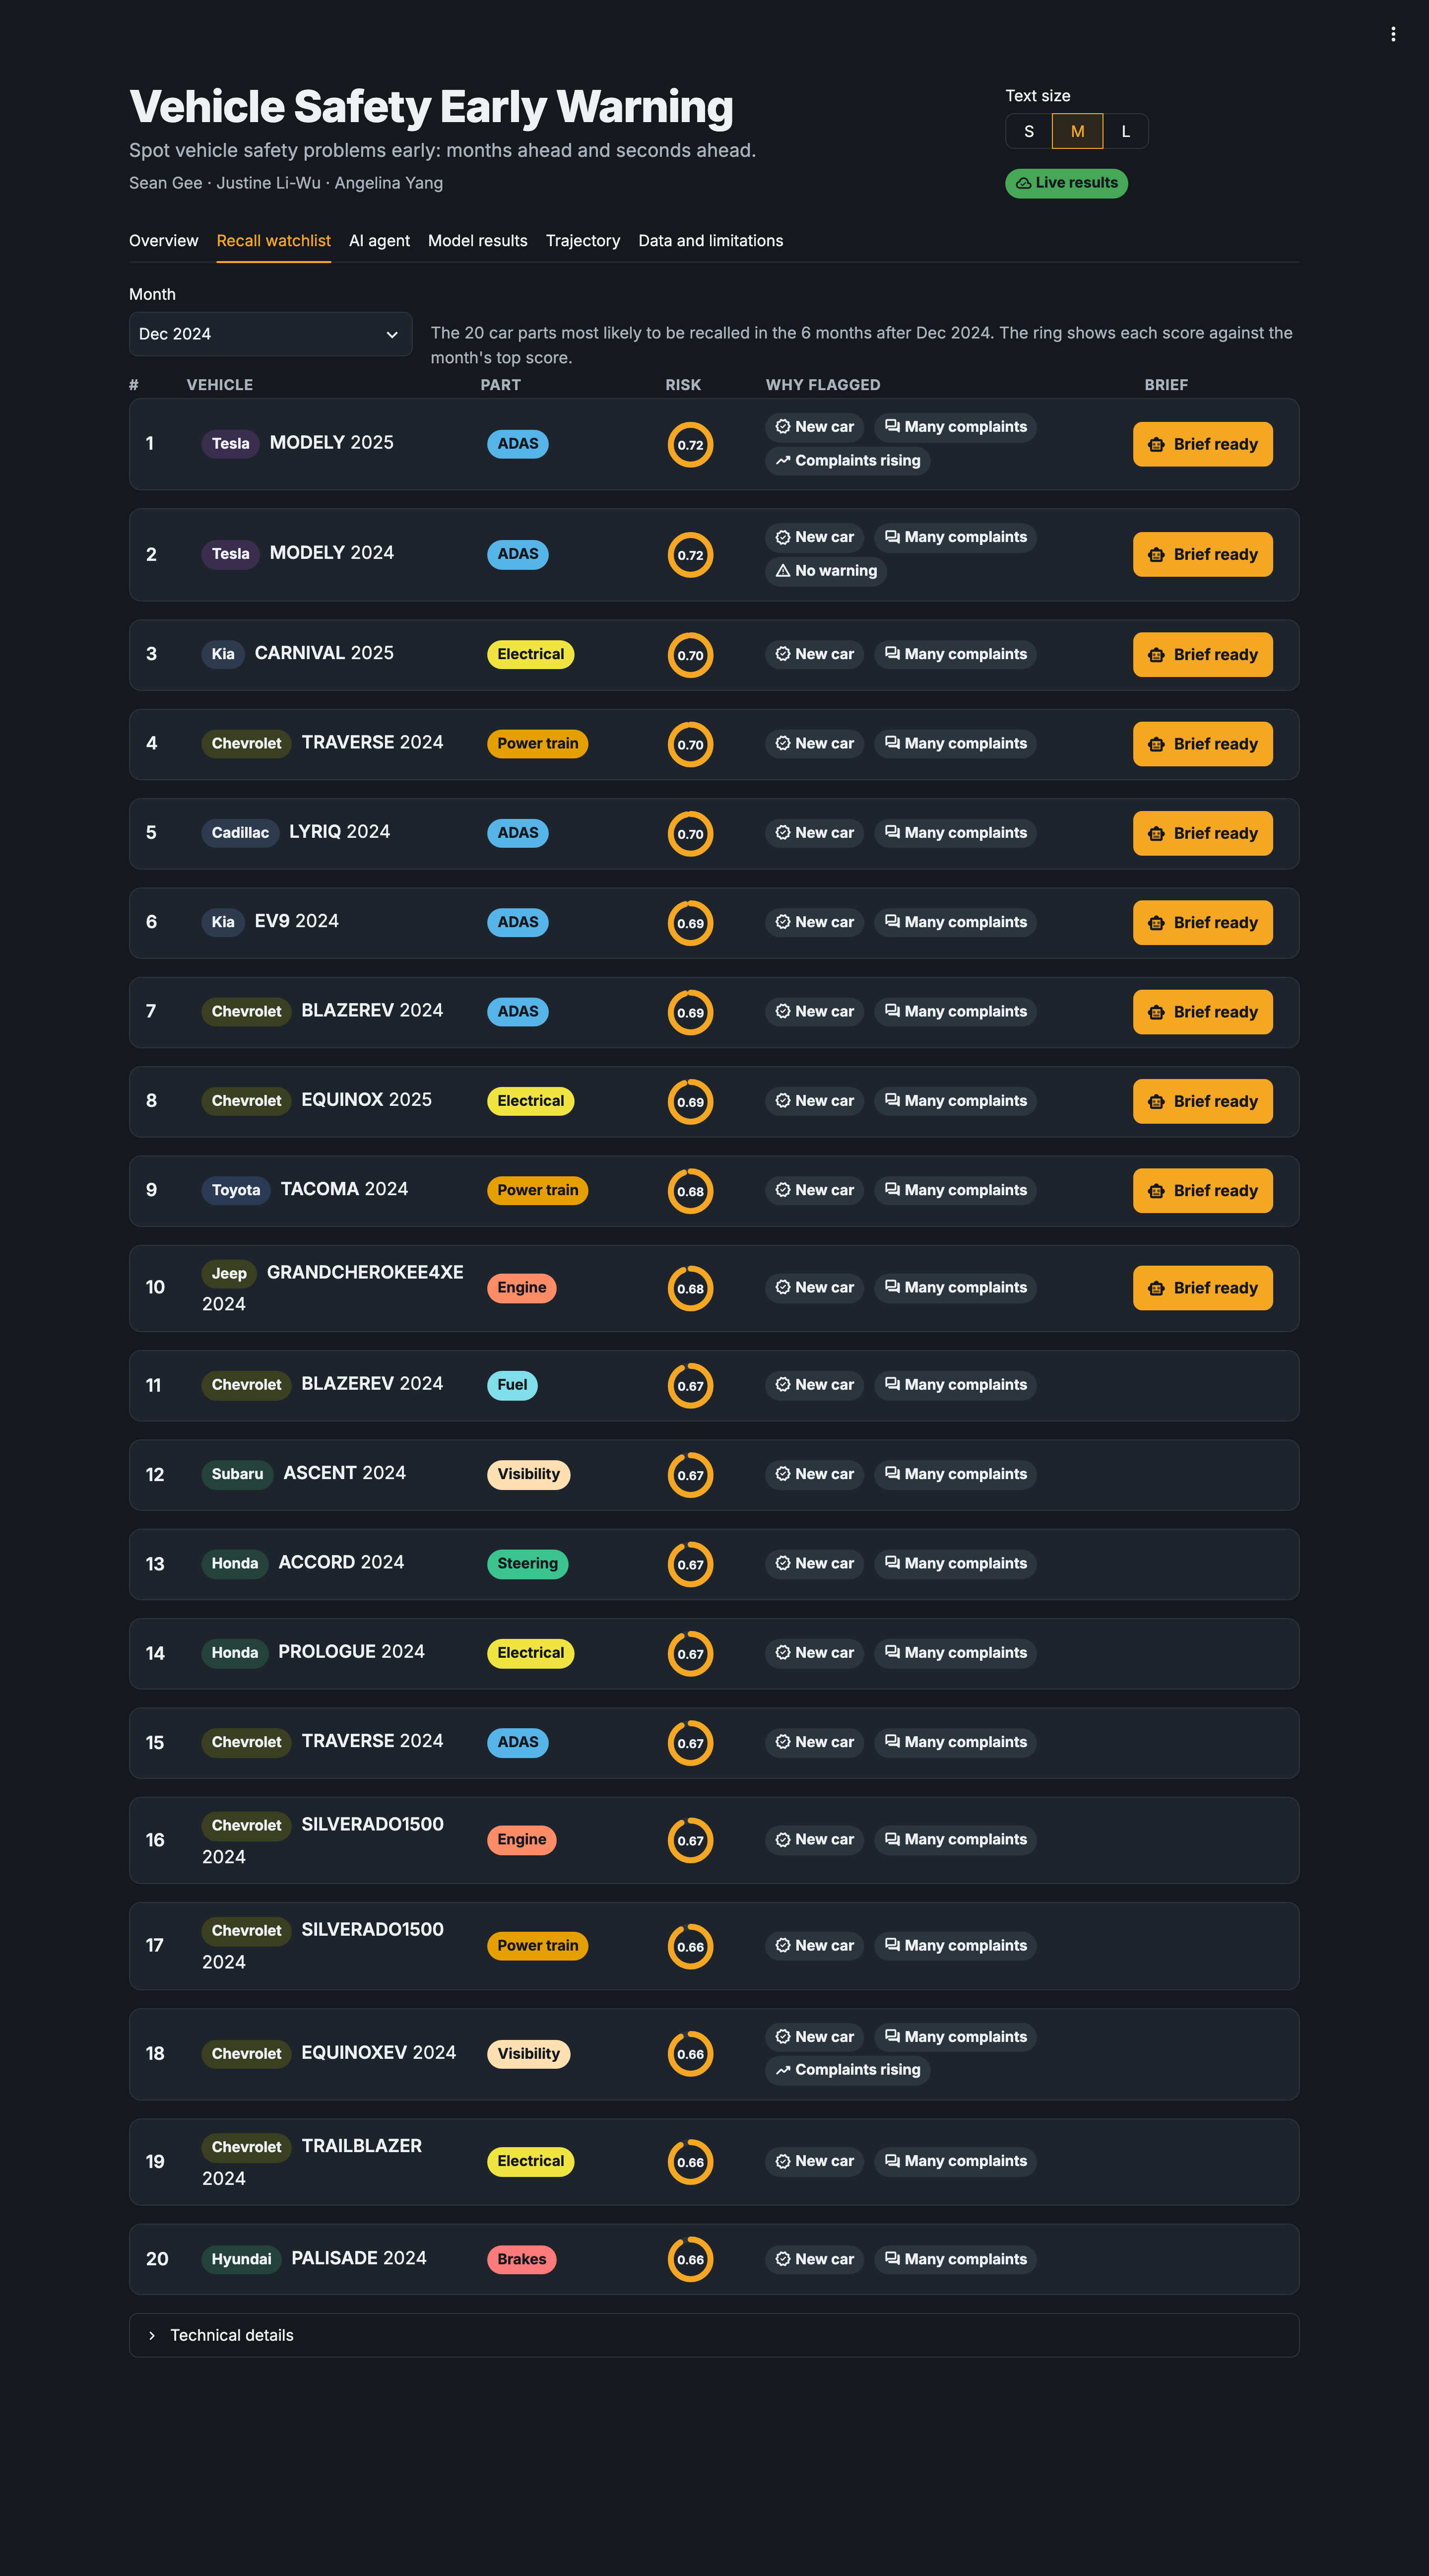 Vehicle Safety Early Warning
Spot vehicle safety problems early: months ahead and seconds ahead.
Sean Gee · Justine Li-Wu · Angelina Yang
Text size
S M L
Live results
Overview Recall watchlist AI agent Model results Trajectory Data and limitations
Month
Dec 2024
The 20 car parts most likely to be recalled in the 6 months after Dec 2024. The ring shows each score against the
month's top score.
# VEHICLE PART RISK WHY FLAGGED BRIEF
1 Tesla MODELY 2025 ADAS 0.72 New car Many complaints
Complaints rising
Brief ready
2 Tesla MODELY 2024 ADAS 0.72 New car Many complaints
No warning
Brief ready
3 Kia CARNIVAL 2025 Electrical 0.70 New car Many complaints Brief ready
4 Chevrolet TRAVERSE 2024 Power train 0.70 New car Many complaints Brief ready
5 Cadillac LYRIQ 2024 ADAS 0.70 New car Many complaints Brief ready
6 Kia EV9 2024 ADAS 0.69 New car Many complaints Brief ready
7 Chevrolet BLAZEREV 2024 ADAS 0.69 New car Many complaints Brief ready
8 Chevrolet EQUINOX 2025 Electrical 0.69 New car Many complaints Brief ready
9 Toyota TACOMA 2024 Power train 0.68 New car Many complaints Brief ready
10 Jeep GRANDCHEROKEE4XE
2024
Engine 0.68 New car Many complaints Brief ready
11 Chevrolet BLAZEREV 2024 Fuel 0.67 New car Many complaints
12 Subaru ASCENT 2024 Visibility 0.67 New car Many complaints
13 Honda ACCORD 2024 Steering 0.67 New car Many complaints
14 Honda PROLOGUE 2024 Electrical 0.67 New car Many complaints
15 Chevrolet TRAVERSE 2024 ADAS 0.67 New car Many complaints
16 Chevrolet SILVERADO1500
2024
Engine 0.67 New car Many complaints
17 Chevrolet SILVERADO1500
2024
Power train 0.66 New car Many complaints
18 Chevrolet EQUINOXEV 2024 Visibility 0.66 New car Many complaints
Complaints rising
19 Chevrolet TRAILBLAZER
2024
Electrical 0.66 New car Many complaints
20 Hyundai PALISADE 2024 Brakes 0.66 New car Many complaints
Technical details